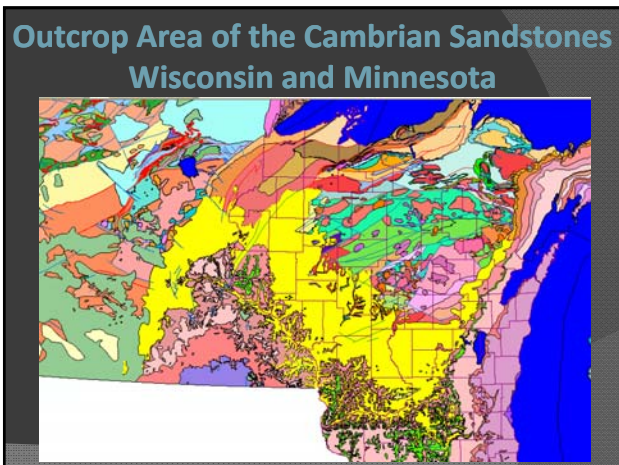 Outcrop Area of the Cambrian Sandstones
Wisconsin and Minnesota